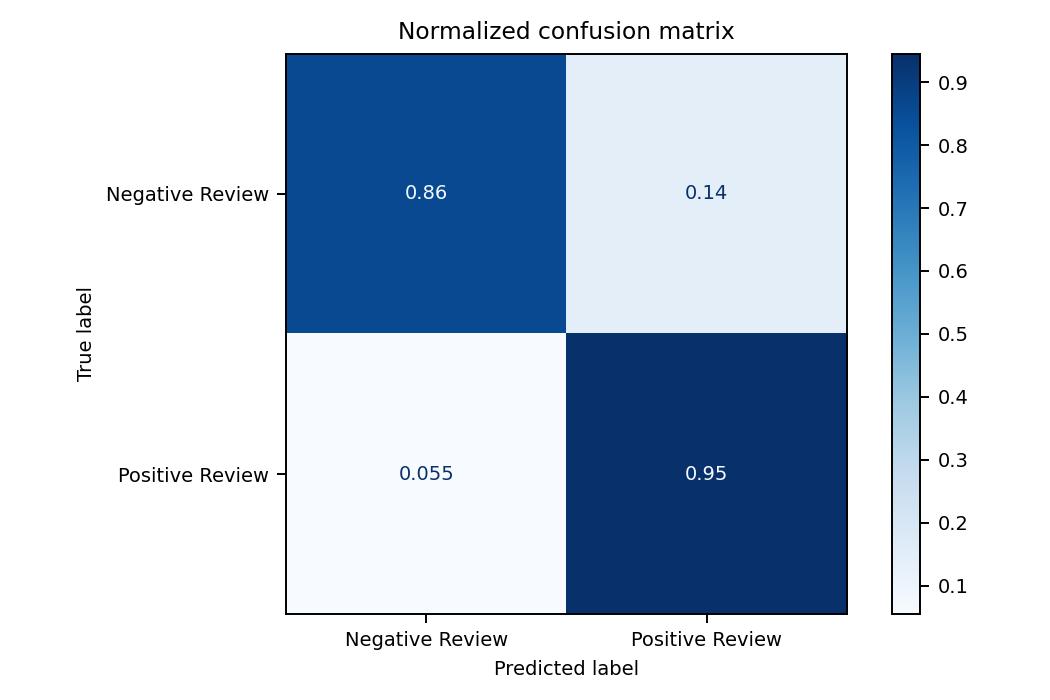 Normalized confusion matrix
0.9
0.8
0.7
0.6
0.5
0.4
0.3
0.2
0.1
True label
Negative Review
0.86
0.14
Positive Review
0.055
0.95
Negative Review
Positive Review
Predicted label